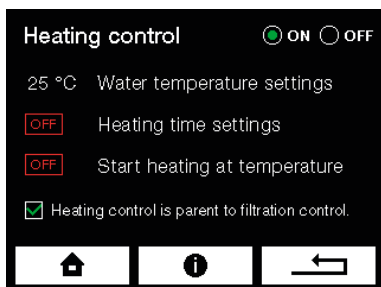 Heating control ON OFF
25 °C Water temperature settings
OFF Heating time settings
OFF Start heating at temperature
Heating control is parent to filtration control.